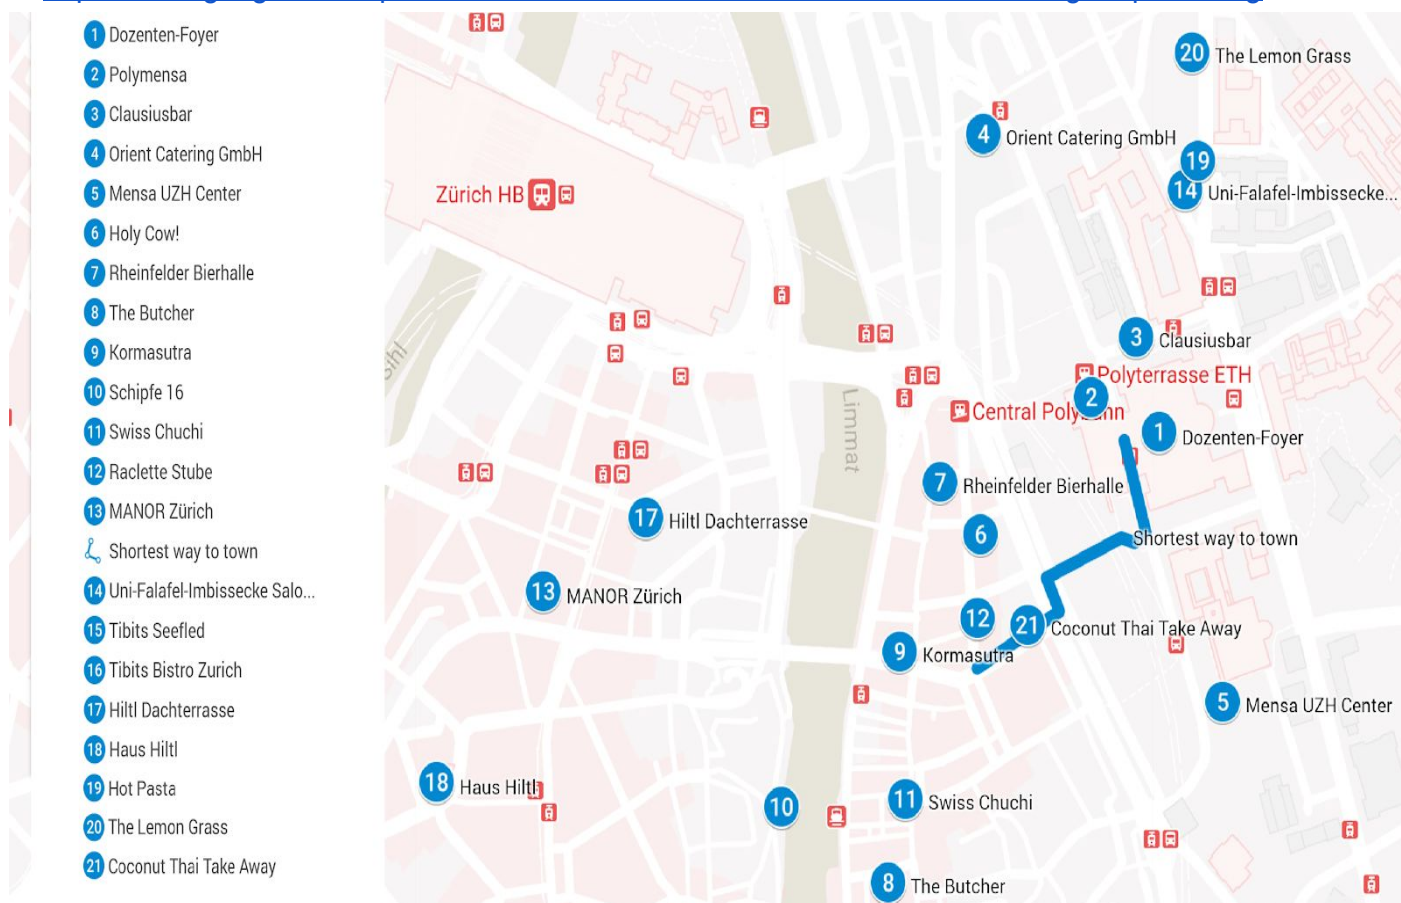 1 Dozenten-Foyer
2 Polymensa
3 Clausiusbar
4 Orient Catering GmbH
5 Mensa UZH Center
6 Holy Cow!
7 Rheinfelder Bierhalle
8 The Butcher
9 Kormasutra
10 Schipfe 16
11 Swiss Chuchi
12 Raclette Stube
13 MANOR Zürich
Shortest way to town
14 Uni-Falafel-Imbissecke Salo...
15 Tibits Seefled
16 Tibits Bistro Zurich
17 Hiltl Dachterrasse
18 Haus Hiltl
19 Hot Pasta
20 The Lemon Grass
21 Coconut Thai Take Away
20 The Lemon Grass
4 Orient Catering GmbH
19
14 Uni-Falafel-Imbissecke...
Zürich HB
Sihl
3 Clausiusbar
Polyterrasse ETH
2
Central Polybahn
Limmat
1 Dozenten-Foyer
7 Rheinfelder Bierhalle
17 Hiltl Dachterrasse
6
Shortest way to town
13 MANOR Zürich
12
21 Coconut Thai Take Away
9 Kormasutra
5 Mensa UZH Center
18 Haus Hiltl
10
11 Swiss Chuchi
8 The Butcher